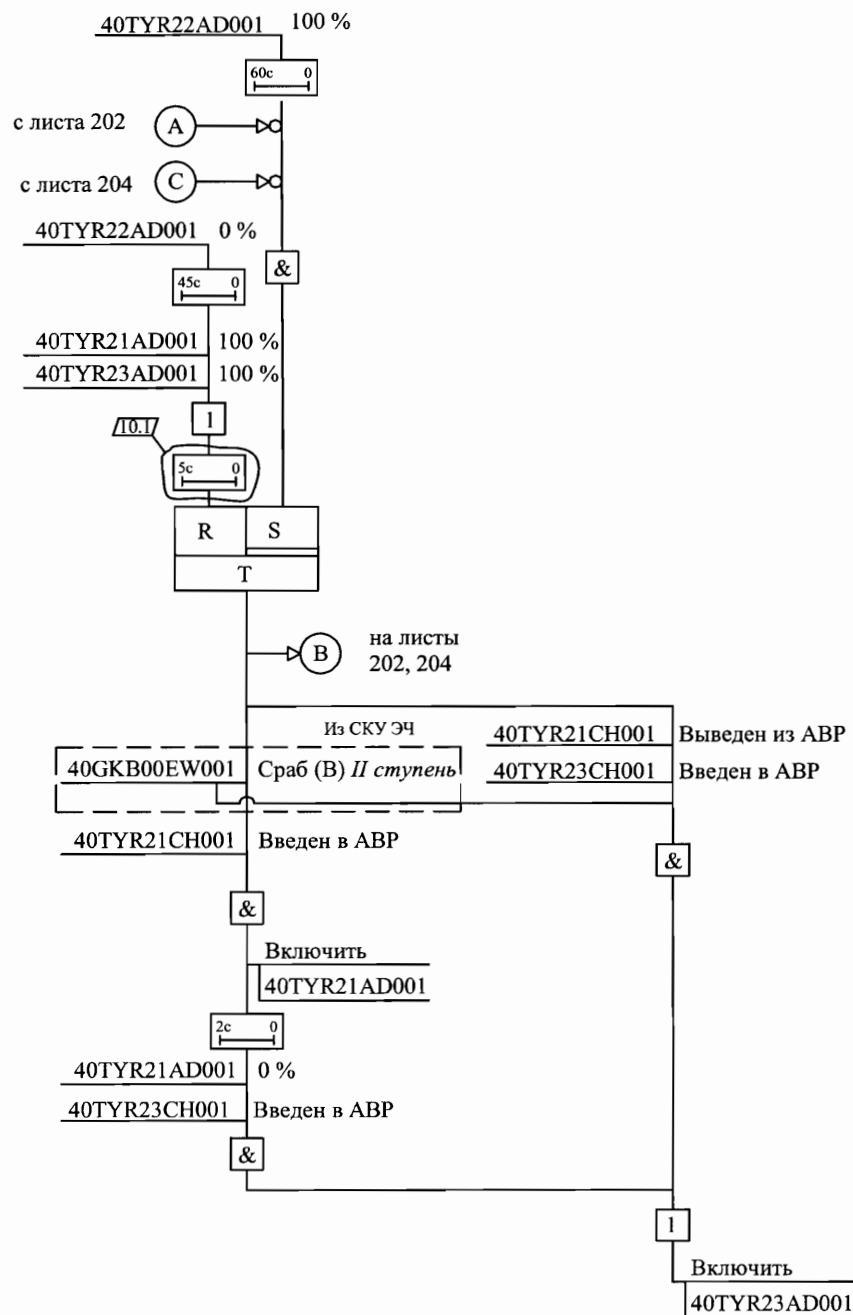 40TYR22AD001 100 %
60с 0
с листа 202 A
с листа 204 C
40TYR22AD001 0 %
&
45с 0
40TYR21AD001 100 %
40TYR23AD001 100 %
1
10.1
5с 0
R S
T
B на листы
202, 204
Из СКУ ЭЧ
40TYR21CH001 Выведен из АВР
40GKB00EW001 Сраб (В) II ступень
40TYR23CH001 Введен в АВР
40TYR21CH001 Введен в АВР
&
&
Включить
40TYR21AD001
2с 0
40TYR21AD001 0 %
40TYR23CH001 Введен в АВР
&
1
Включить
40TYR23AD001